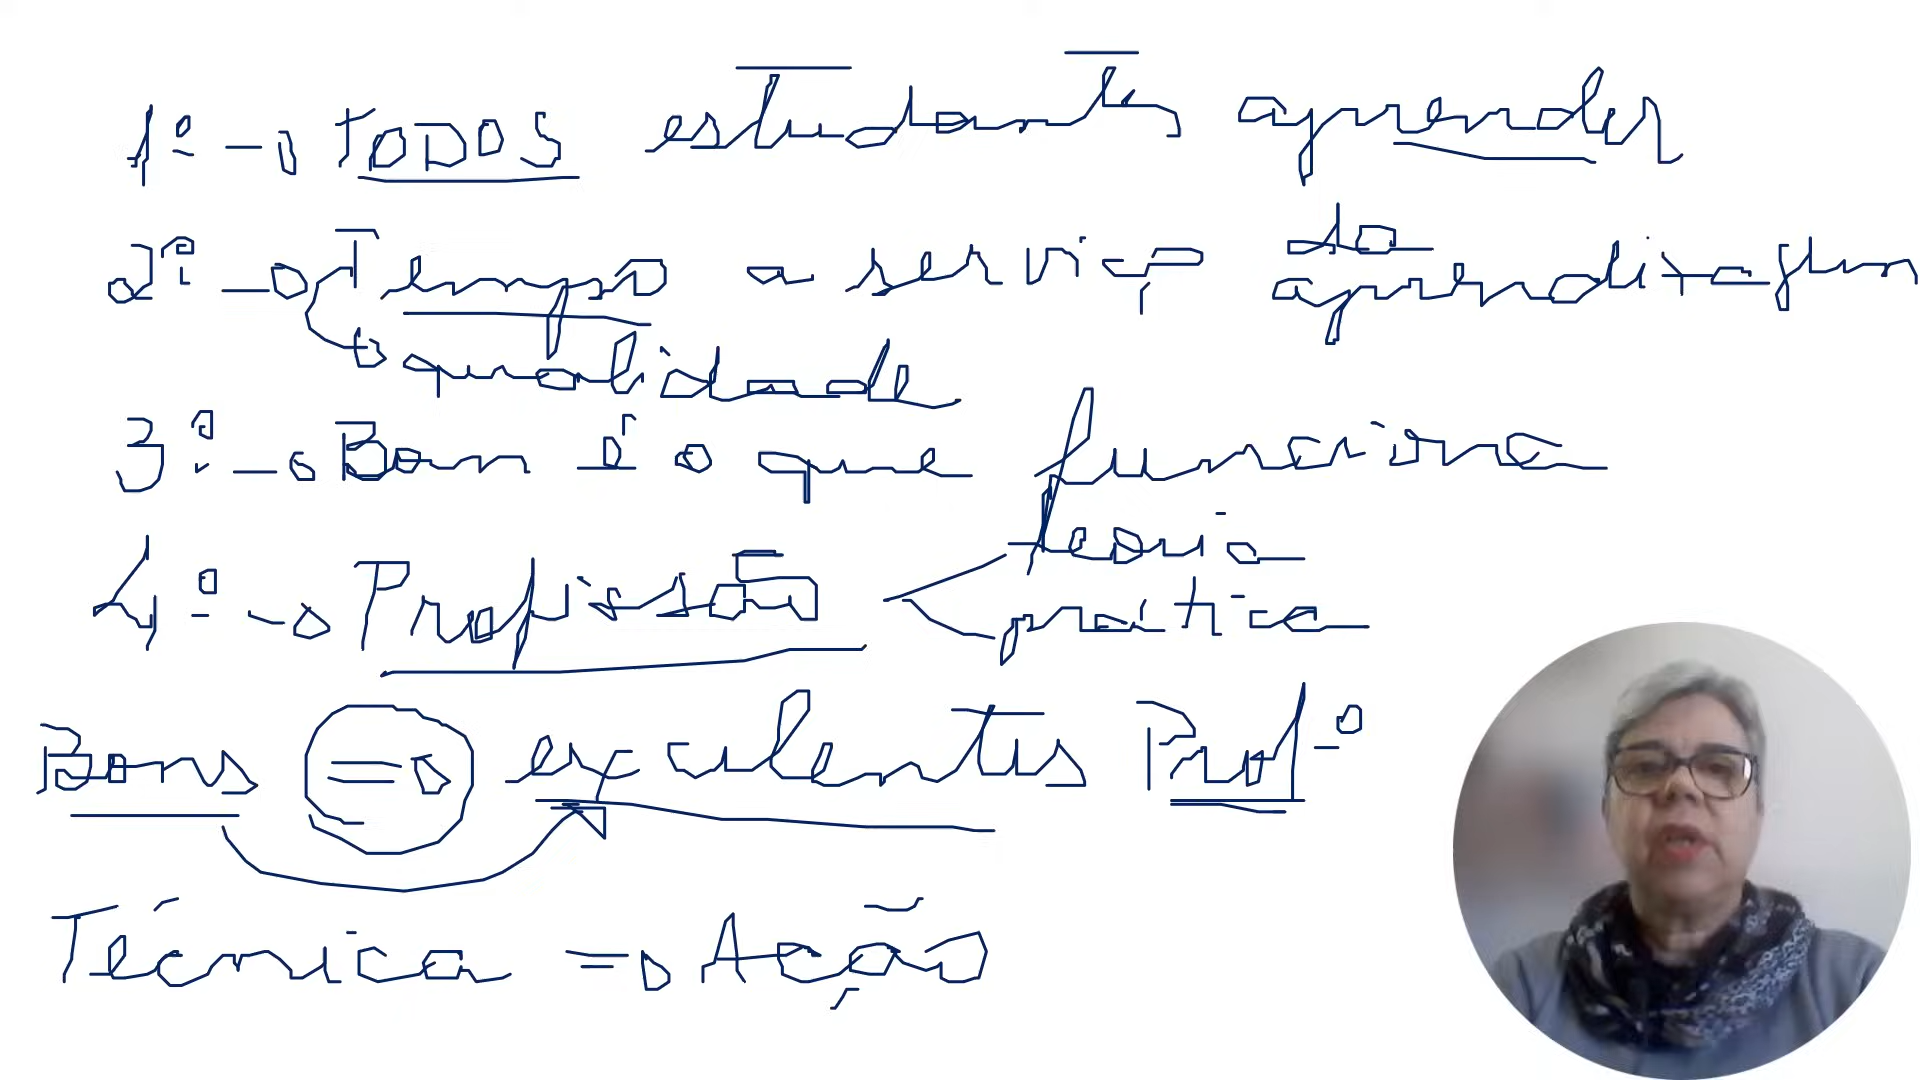 1º → TODOS estudantes aprender
2º → Tempo a serviço da aprendizagem
→ qualidade
3º → Bom é o que funciona
4º → Profissão < teoria
prática
Bons ⇒ excelentes Prof.º
Técnica ⇒ Ação